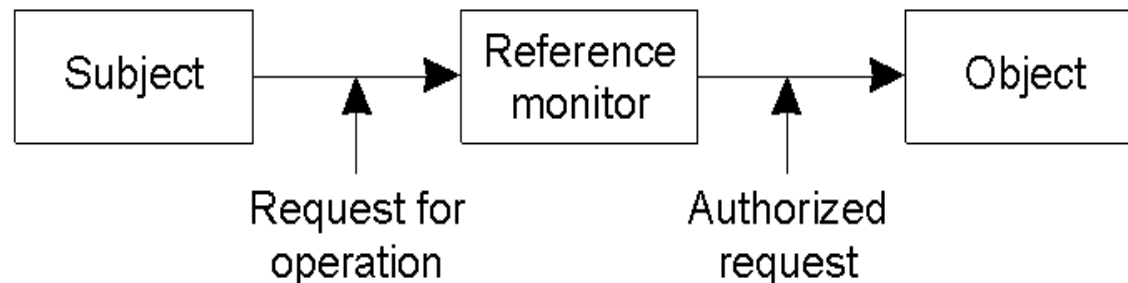 Subject
Reference
monitor
Object
Request for
operation
Authorized
request